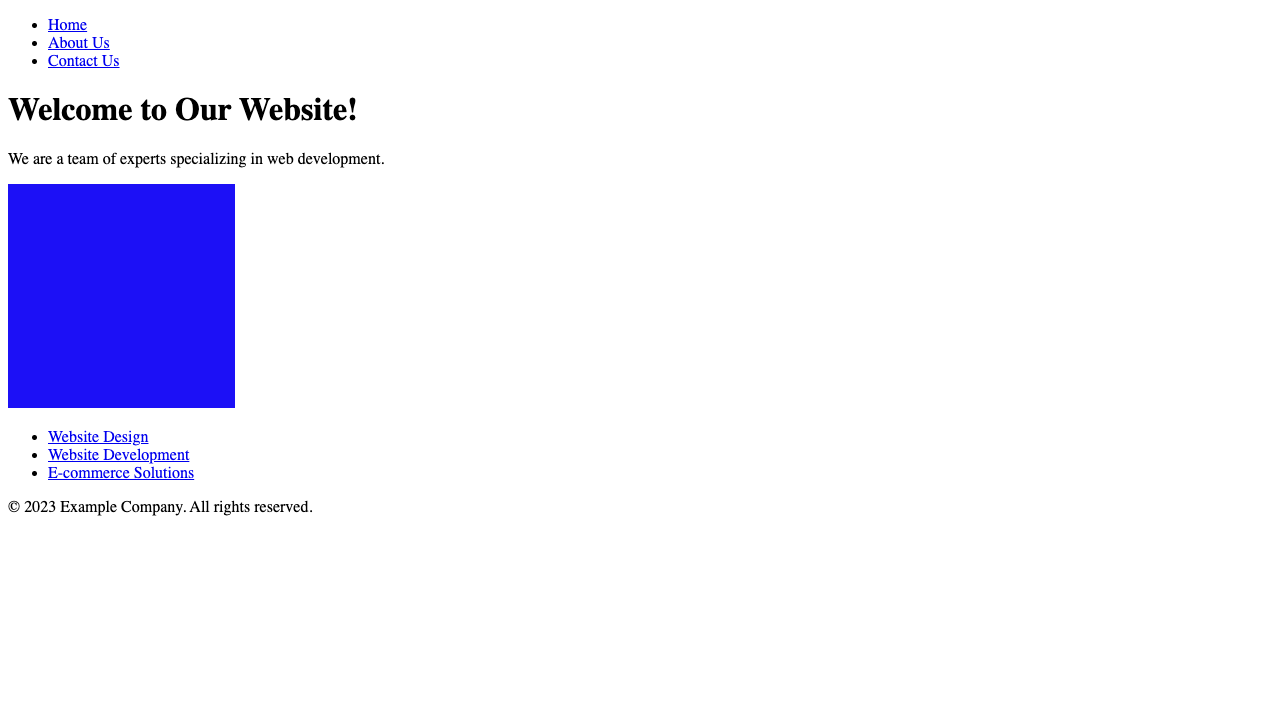 Home
About Us
Contact Us
Welcome to Our Website!
We are a team of experts specializing in web development.
Website Design
Website Development
E-commerce Solutions
© 2023 Example Company. All rights reserved.